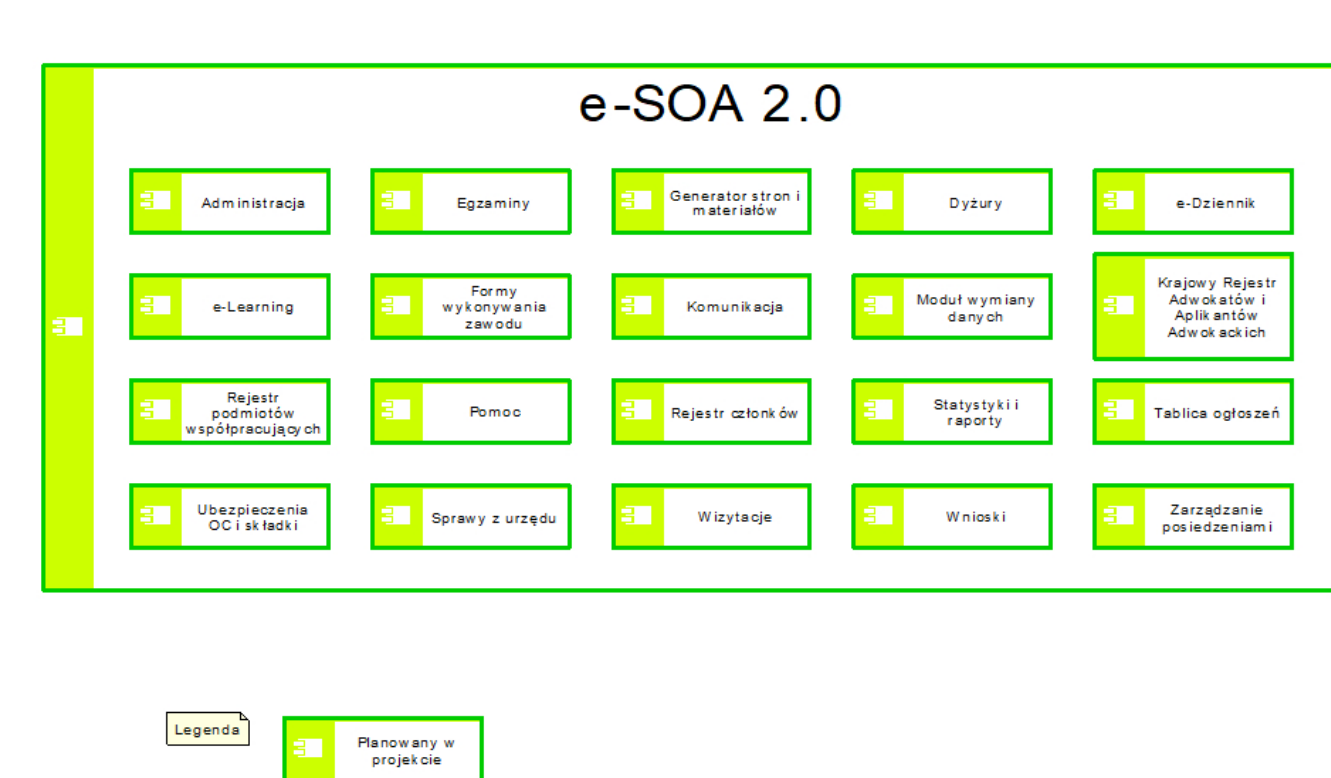 e-SOA 2.0
Administracja
Egzaminy
Generator stron i
materiałów
Dyżury
e-Dziennik
e-Learning
Formy
wykonywania
zawodu
Komunikacja
Moduł wymiany
danych
Krajowy Rejestr
Adwokatów i
Aplikantów
Adwokackich
Rejestr
podmiotów
współpracujących
Pomoc
Rejestr członków
Statystyki i
raporty
Tablica ogłoszeń
Ubezpieczenia
OC i składki
Sprawy z urzędu
Wizytacje
Wnioski
Zarządzanie
posiedzeniami
Legenda
Planowany w
projekcie